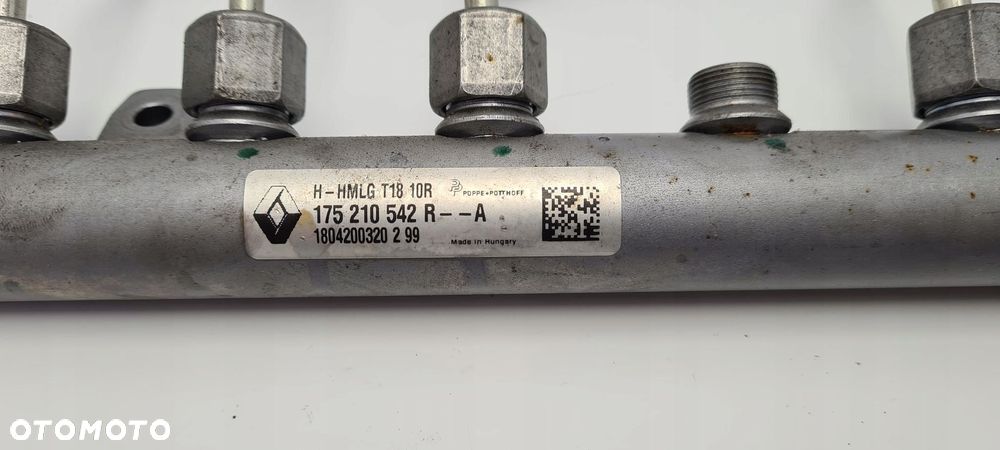 H-HMLG T18 10R
POPPE+POTTHOFF
175 210 542 R--A
1804200320 2 99
Made in Hungary
OTOMOTO